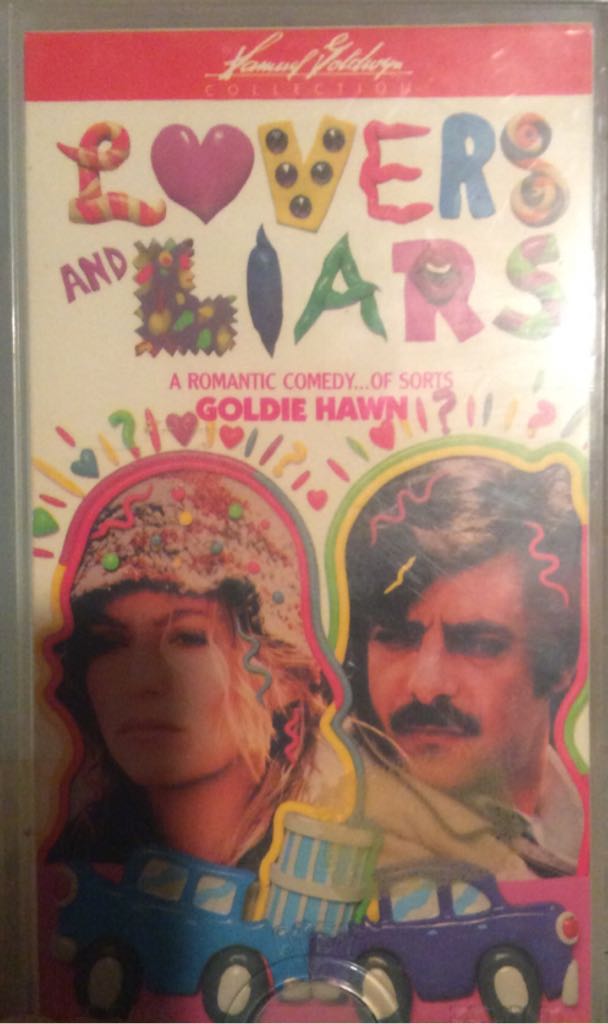 Samuel Goldwyn
COLLECTION
LOVERS
AND LIARS
A ROMANTIC COMEDY...OF SORTS
GOLDIE HAWN